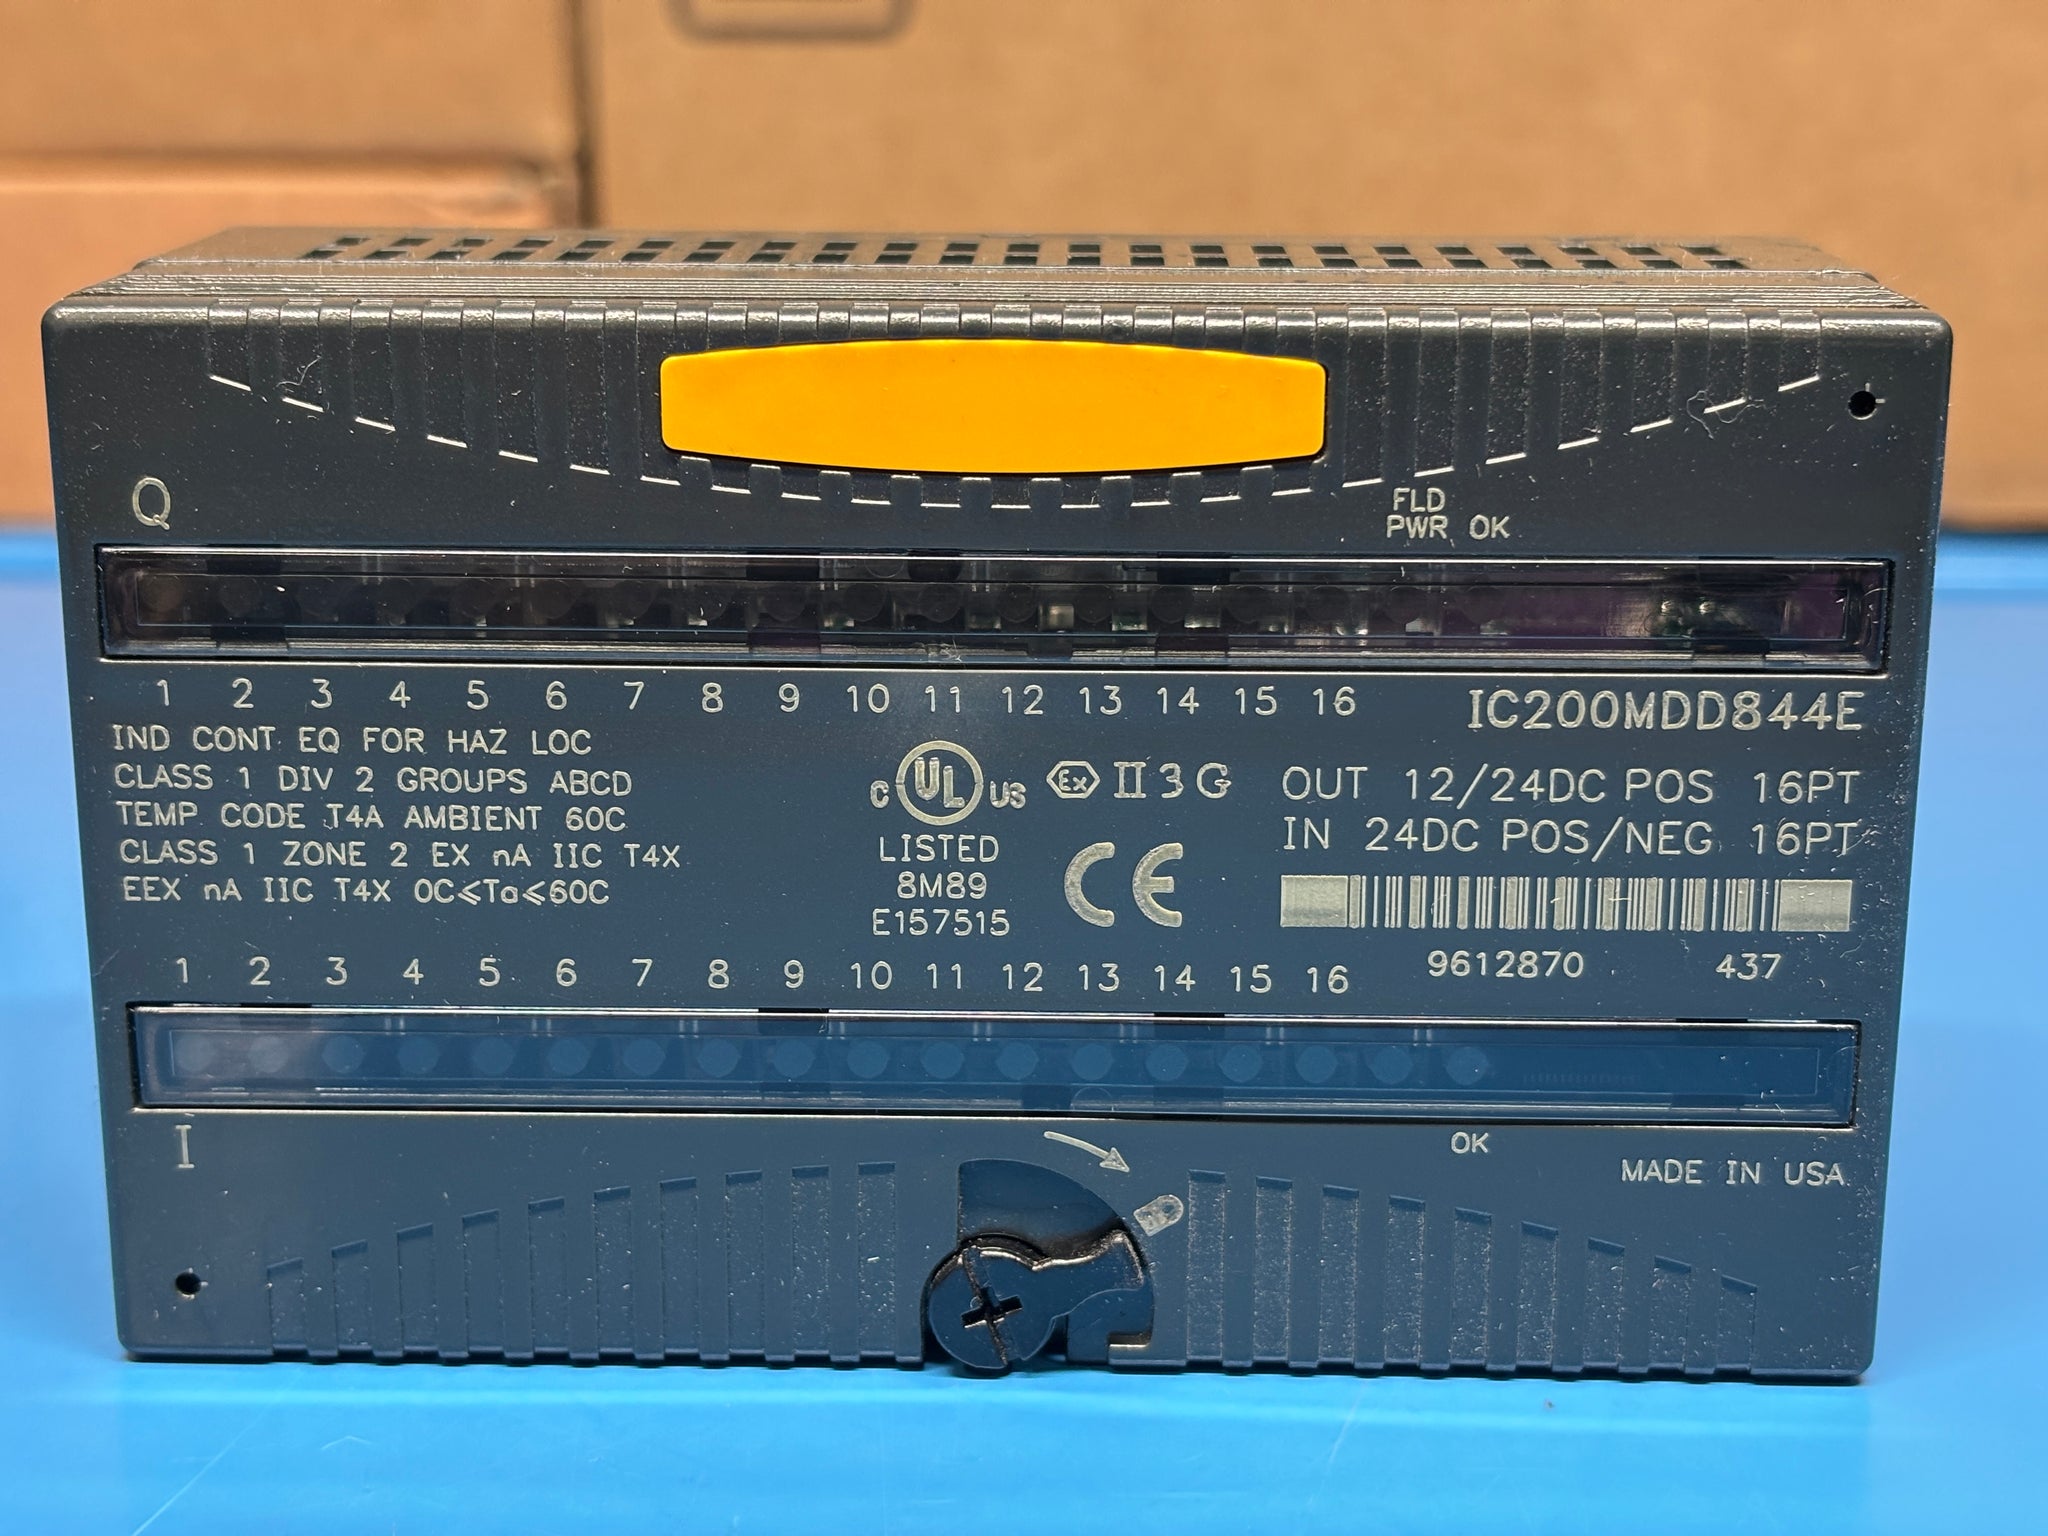 Q
FLD
PWR OK
1 2 3 4 5 6 7 8 9 10 11 12 13 14 15 16
IC200MDD844E
IND CONT EQ FOR HAZ LOC
CLASS 1 DIV 2 GROUPS ABCD
TEMP CODE T4A AMBIENT 60C
CLASS 1 ZONE 2 EX nA IIC T4X
EEX nA IIC T4X 0C≤Ta≤60C
C UL US
LISTED
8M89
E157515
Ex II 3 G
CE
OUT 12/24DC POS 16PT
IN 24DC POS/NEG 16PT
9612870 437
1 2 3 4 5 6 7 8 9 10 11 12 13 14 15 16
I
OK
MADE IN USA